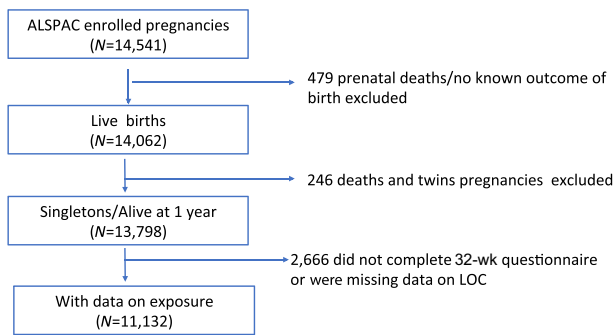 ALSPAC enrolled pregnancies
(N=14,541)
479 prenatal deaths/no known outcome of
birth excluded
Live births
(N=14,062)
246 deaths and twins pregnancies excluded
Singletons/Alive at 1 year
(N=13,798)
2,666 did not complete 32-wk questionnaire
or were missing data on LOC
With data on exposure
(N=11,132)